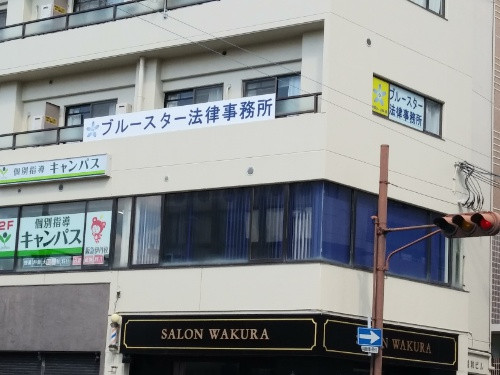 ブルースター法律事務所
ブルースター
法律事務所
個別指導 キャンパス
2F
個別指導
キャンパス
SALON WAKURA
SALON WAKURA